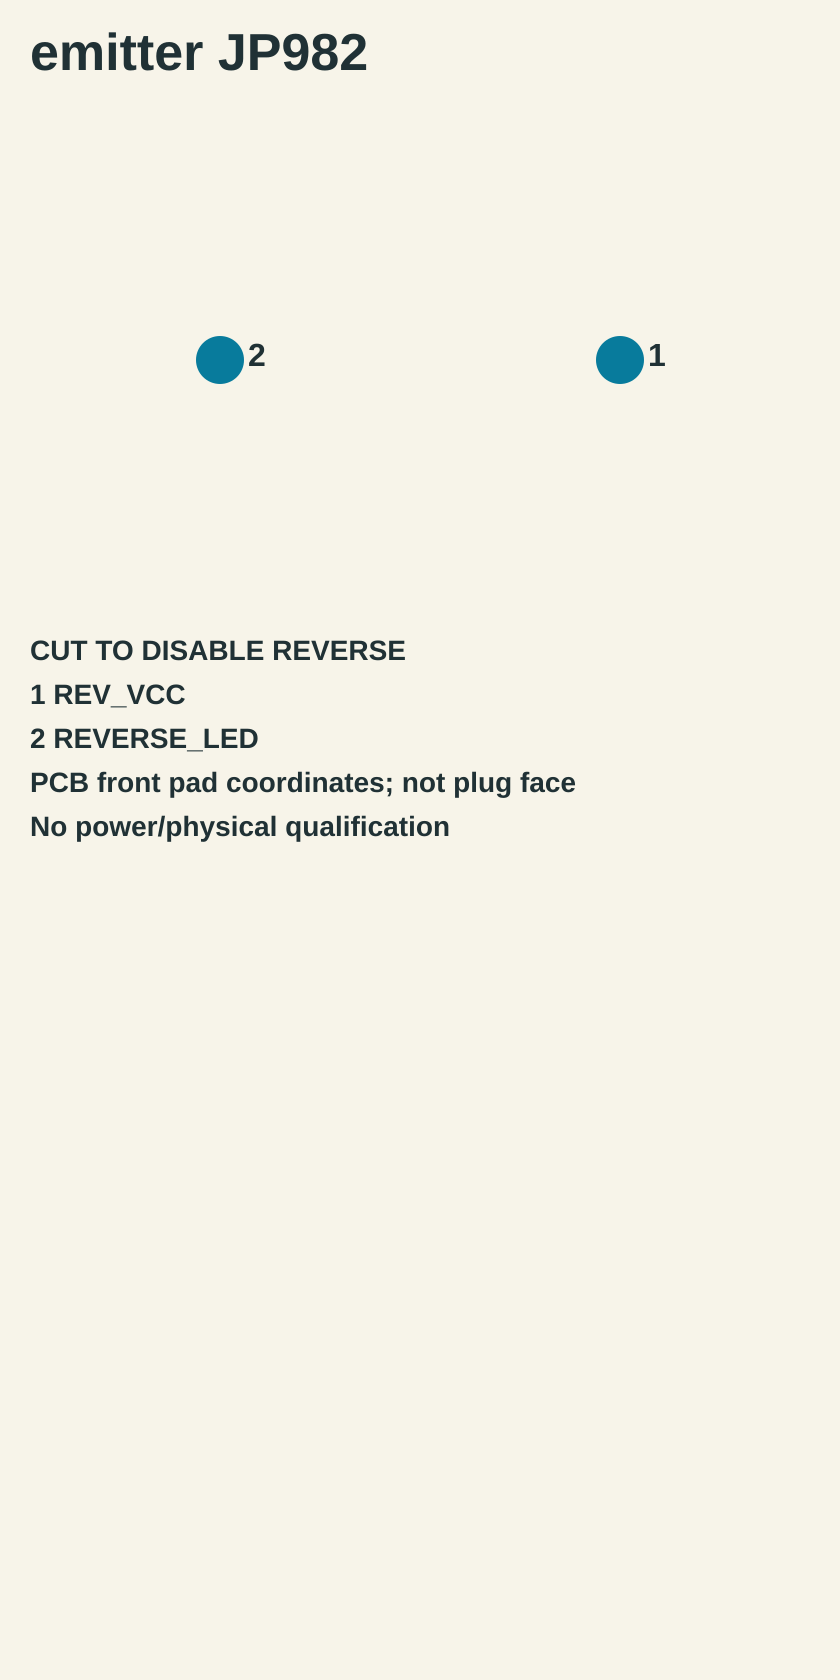 emitter JP982
2 1
CUT TO DISABLE REVERSE
1 REV_VCC
2 REVERSE_LED
PCB front pad coordinates; not plug face
No power/physical qualification